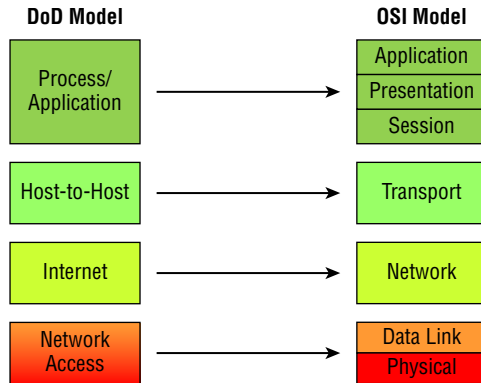 DoD Model
OSI Model
Process/
Application
Application
Presentation
Session
Host-to-Host
Transport
Internet
Network
Network
Access
Data Link
Physical